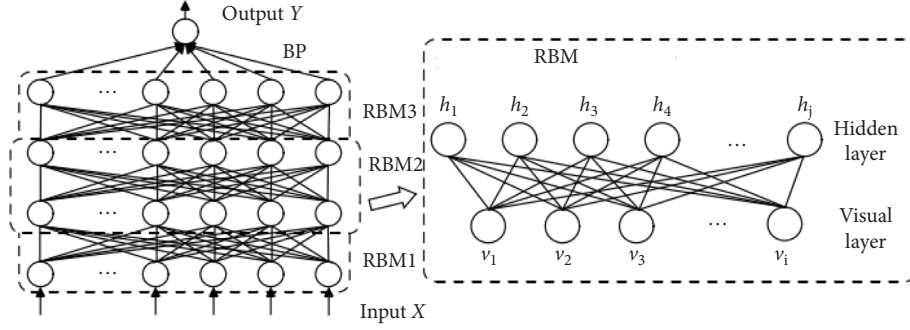 Output Y
BP
RBM3
RBM2
RBM1
Input X
RBM
h1 h2 h3 h4 hj
Hidden
layer
Visual
layer
v1 v2 v3 vi